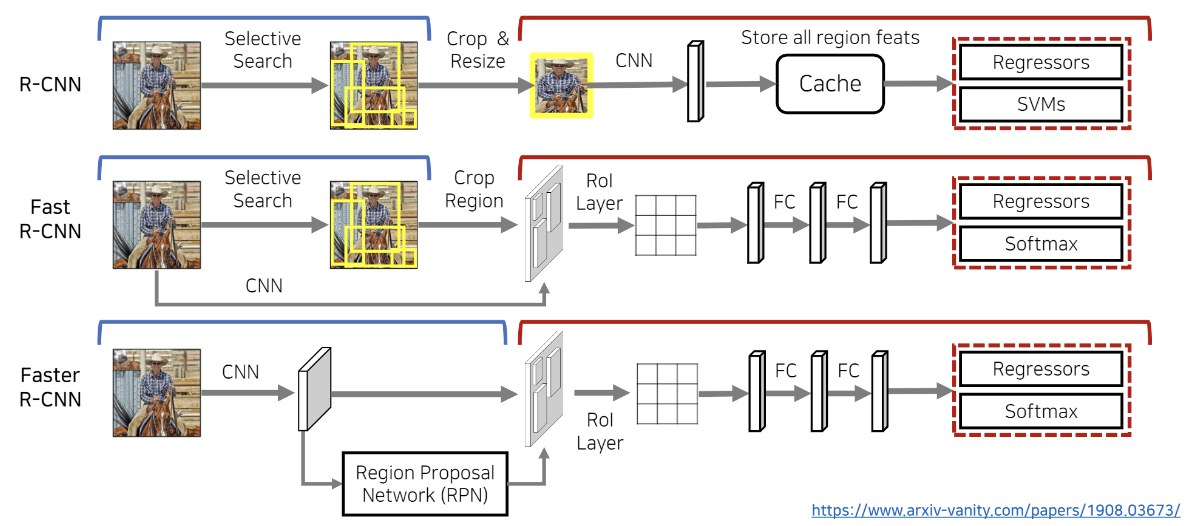 R-CNN
Selective
Search
Crop &
Resize
CNN
Store all region feats
Cache
Regressors
SVMs
Fast
R-CNN
Selective
Search
Crop
Region
CNN
RoI
Layer
FC
FC
Regressors
Softmax
Faster
R-CNN
CNN
Region Proposal
Network (RPN)
RoI
Layer
FC
FC
Regressors
Softmax
https://www.arxiv-vanity.com/papers/1908.03673/